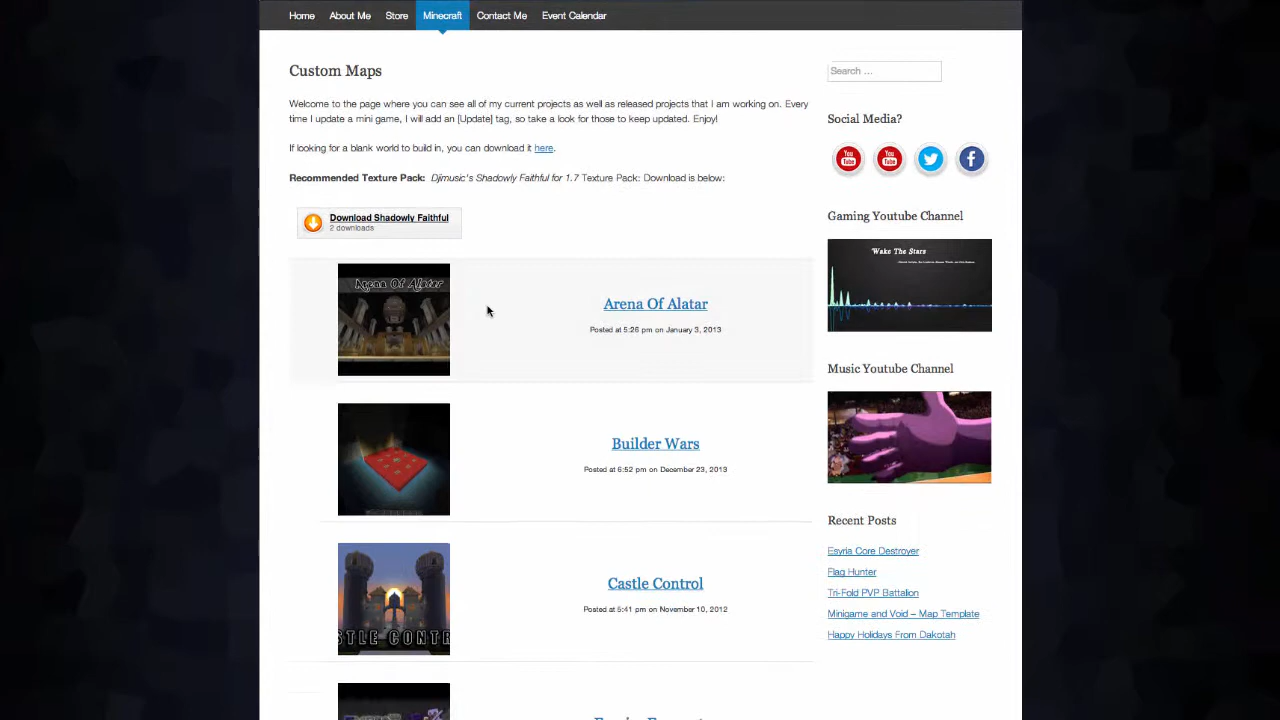 Home About Me Store Minecraft Contact Me Event Calendar
Custom Maps
Welcome to the page where you can see all of my current projects as well as released projects that I am working on. Every
time I update a mini game, I will add an [Update] tag, so take a look for those to keep updated. Enjoy!
If looking for a blank world to build in, you can download it here.
Recommended Texture Pack: Djimusic's Shadowly Faithful for 1.7 Texture Pack: Download is below:
Download Shadowly Faithful
2 downloads
Arena Of Alatar
Arena Of Alatar
Posted at 5:26 pm on January 3, 2013
Builder Wars
Posted at 6:52 pm on December 23, 2013
STLE CONTR
Castle Control
Posted at 5:41 pm on November 10, 2012
Search ...
Social Media?
You Tube You Tube
Gaming Youtube Channel
Wake The Stars
Music Youtube Channel
Recent Posts
Esyria Core Destroyer
Flag Hunter
Tri-Fold PVP Battalion
Minigame and Void – Map Template
Happy Holidays From Dakotah